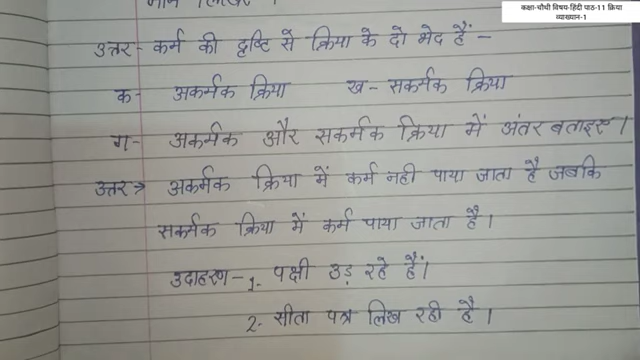 कक्षा-चौथी विषय-हिंदी पाठ-11 क्रिया
व्याख्यान-1
उत्तर- कर्म की दृष्टि से क्रिया के दो भेद हैं -
क- अकर्मक क्रिया ख- सकर्मक क्रिया
ग- अकर्मक और सकर्मक क्रिया में अंतर बताइए।
उत्तर→ अकर्मक क्रिया में कर्म नही पाया जाता है जबकि
सकर्मक क्रिया में कर्म पाया जाता है।
उदाहरण- 1. पक्षी उड़ रहे हैं।
2. सीता पत्र लिख रही है।